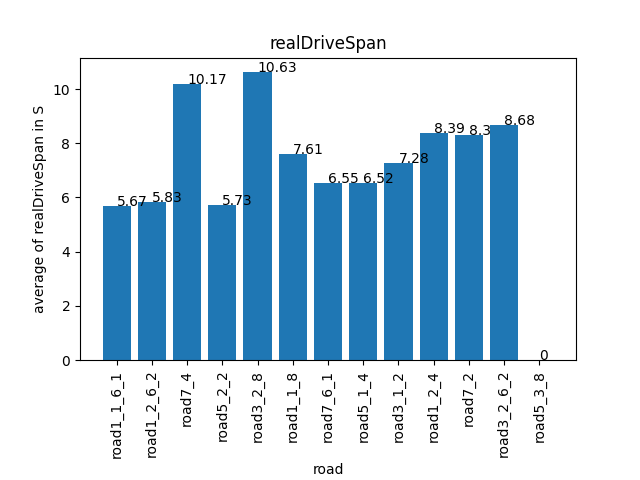 realDriveSpan
average of realDriveSpan in S
10
8
6
4
2
0
5.67
5.83
10.17
5.73
10.63
7.61
6.55
6.52
7.28
8.39
8.3
8.68
0
road1_1_6_1
road1_2_6_2
road7_4
road5_2_2
road3_2_8
road1_1_8
road7_6_1
road5_1_4
road3_1_2
road1_2_4
road7_2
road3_2_6_2
road5_3_8
road